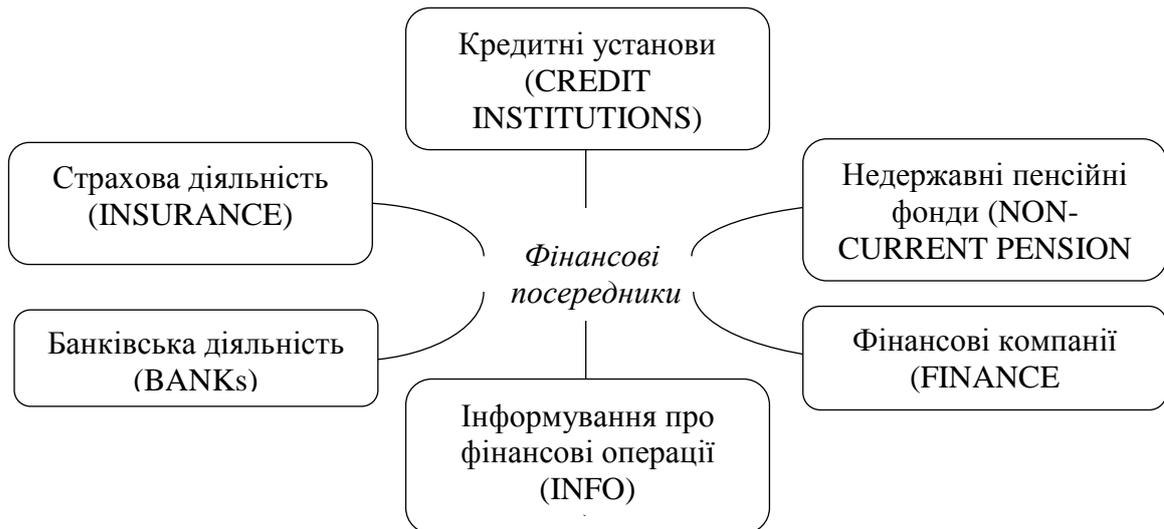 Кредитні установи
(CREDIT
INSTITUTIONS)
Страхова діяльність
(INSURANCE)
Недержавні пенсійні
фонди (NON-
CURRENT PENSION
Фінансові
посередники
Банківська діяльність
(BANKs)
Фінансові компанії
(FINANCE
Інформування про
фінансові операції
(INFO)